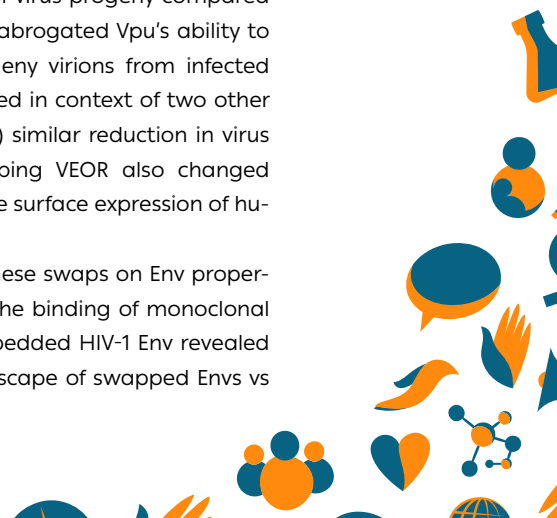 virus progeny compared
abrogated Vpu's ability to
eny virions from infected
ed in context of two other
) similar reduction in virus
ping VEOR also changed
e surface expression of hu-
nese swaps on Env proper-
he binding of monoclonal
bedded HIV-1 Env revealed
scape of swapped Envs vs